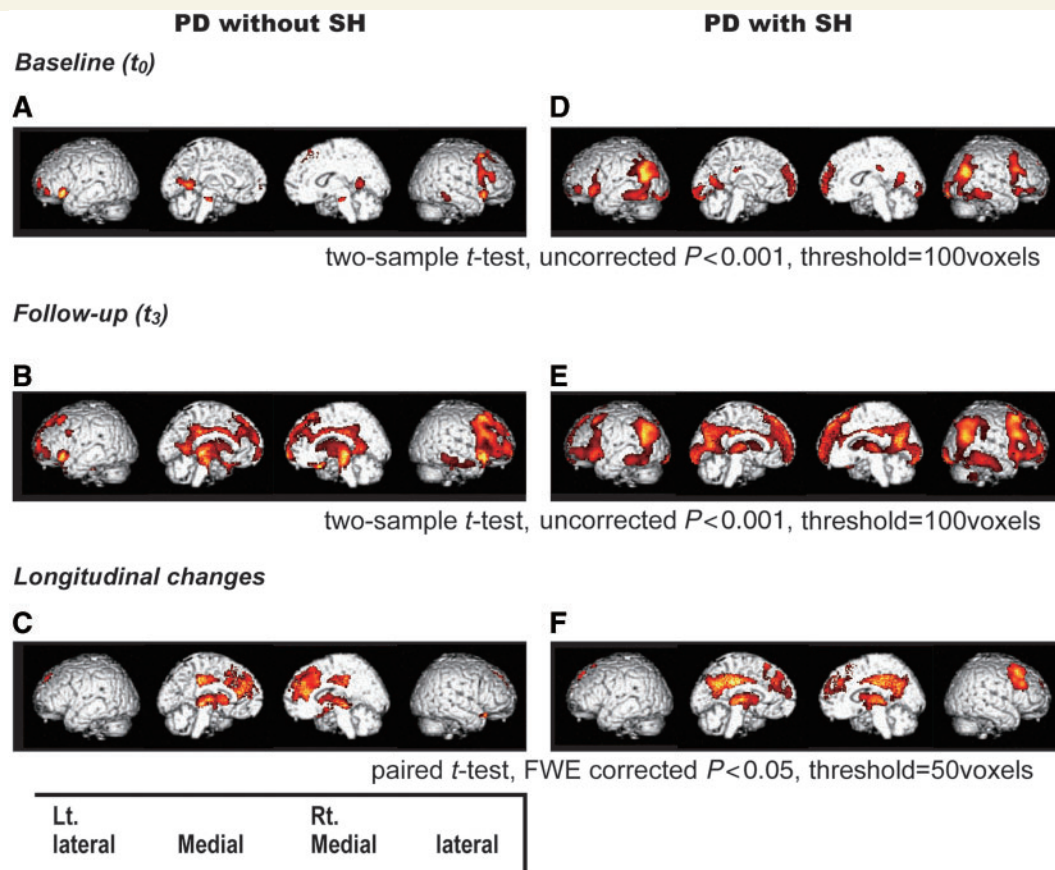 PD without SH
PD with SH
Baseline (t0)
A
D
two-sample t-test, uncorrected P<0.001, threshold=100voxels
Follow-up (t3)
B
E
two-sample t-test, uncorrected P<0.001, threshold=100voxels
Longitudinal changes
C
F
paired t-test, FWE corrected P<0.05, threshold=50voxels
Lt. Rt.
lateral Medial Medial lateral